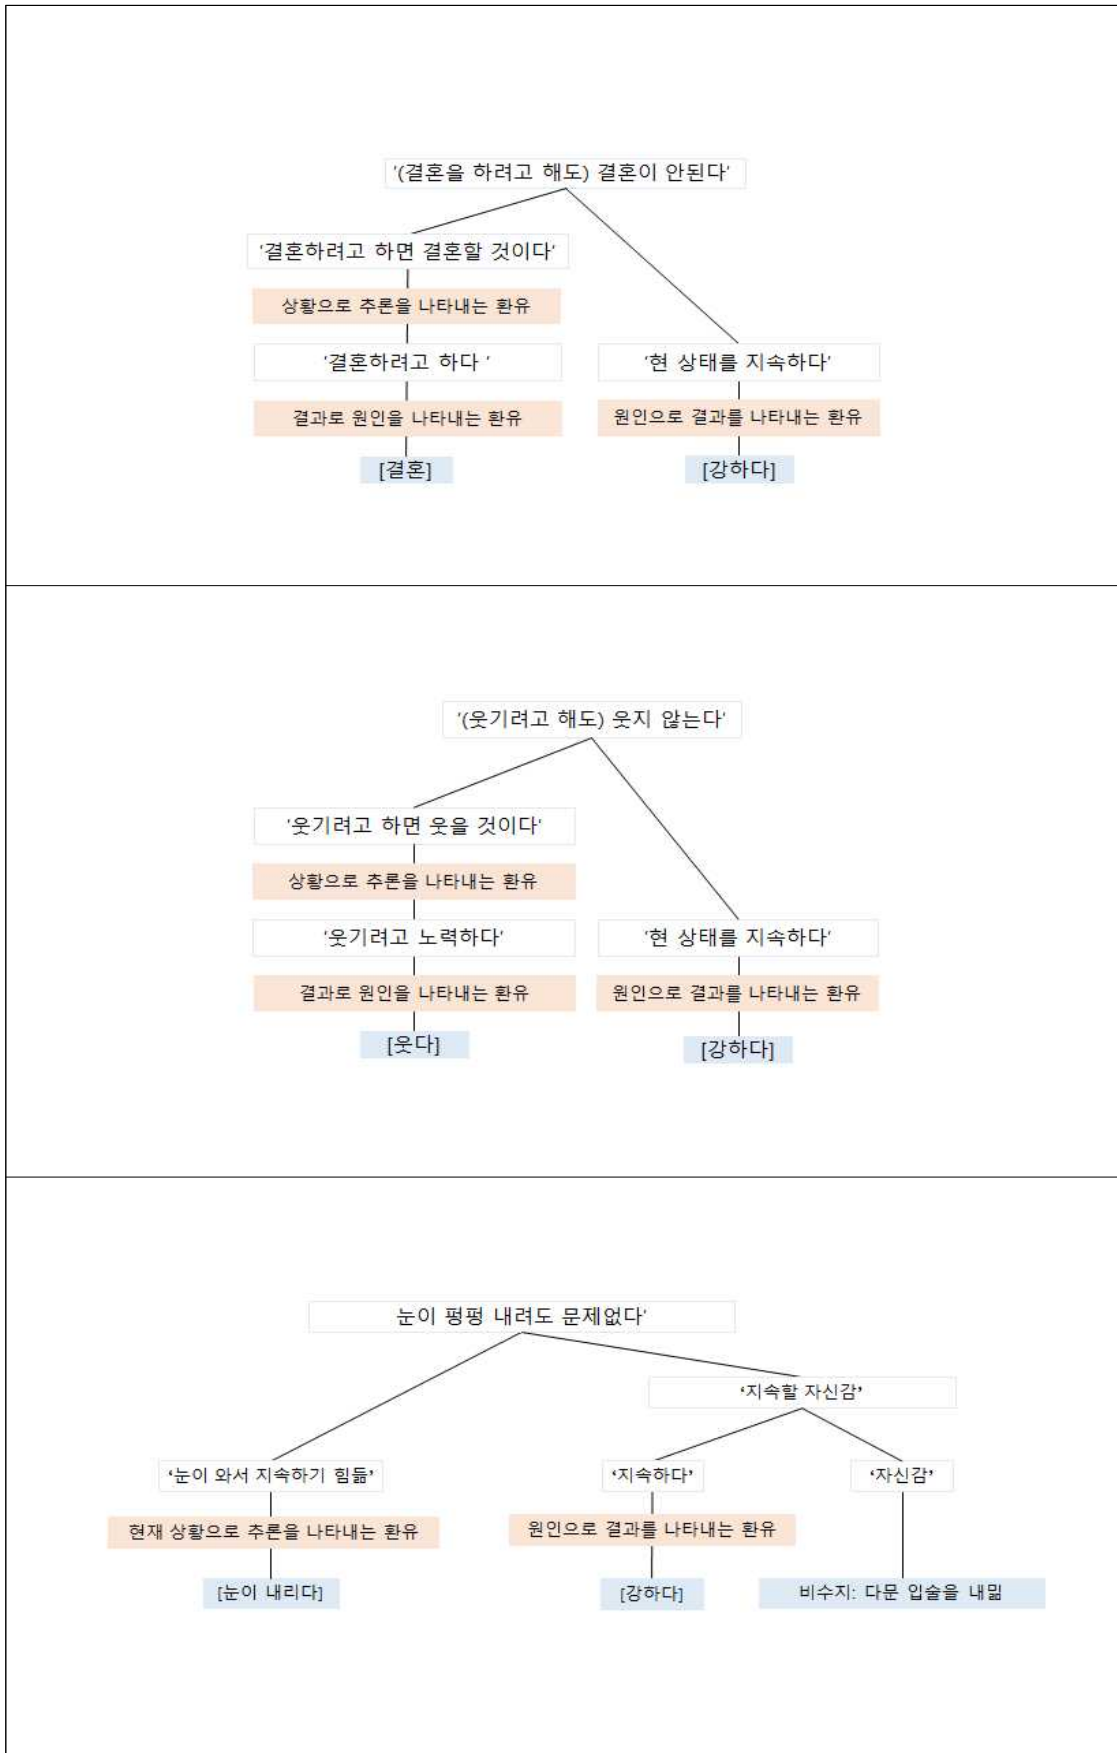 '(결혼을 하려고 해도) 결혼이 안된다'
'결혼하려고 하면 결혼할 것이다'
상황으로 추론을 나타내는 환유
'결혼하려고 하다 '
'현 상태를 지속하다'
결과로 원인을 나타내는 환유
원인으로 결과를 나타내는 환유
[결혼]
[강하다]
'(웃기려고 해도) 웃지 않는다'
'웃기려고 하면 웃을 것이다'
상황으로 추론을 나타내는 환유
'웃기려고 노력하다'
'현 상태를 지속하다'
결과로 원인을 나타내는 환유
원인으로 결과를 나타내는 환유
[웃다]
[강하다]
눈이 펑펑 내려도 문제없다'
‘지속할 자신감’
‘눈이 와서 지속하기 힘듦’
‘지속하다’
‘자신감’
현재 상황으로 추론을 나타내는 환유
원인으로 결과를 나타내는 환유
[눈이 내리다]
[강하다]
비수지: 다문 입술을 내밂